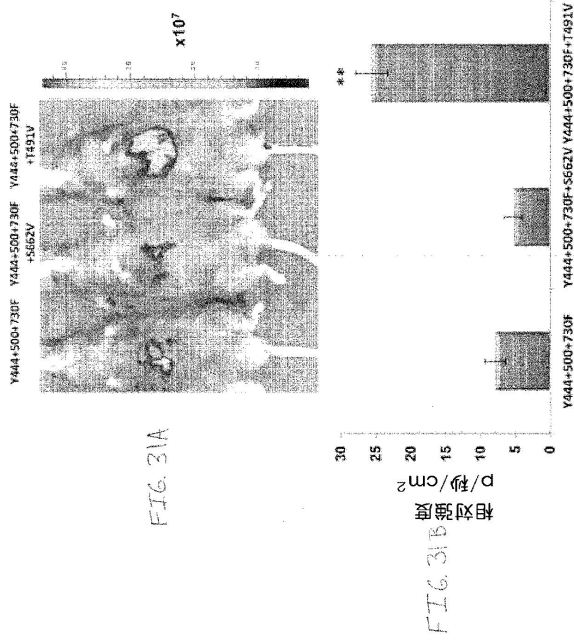 Y444+500+730F Y444+500+730F Y444+500+730F
+S662V +T491V
x10⁷
FIG. 31A
30
25
20
15
10
5
0
相対強度
p/秒/cm²
**
Y444+500+730F Y444+500+730F+S662V Y444+500+730F+T491V
FIG. 31B